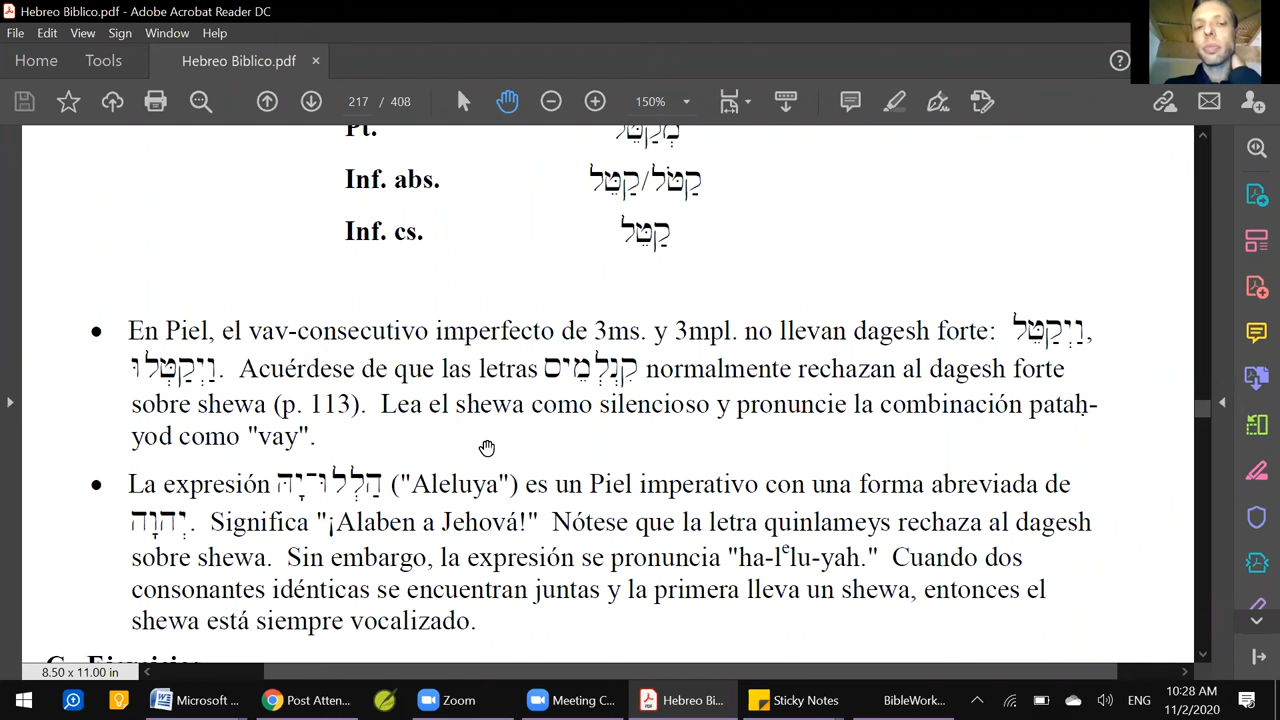 Hebreo Biblico.pdf - Adobe Acrobat Reader DC
File Edit View Sign Window Help
Home Tools Hebreo Biblico.pdf ×
217 / 408 150%
Pt. מְקַטֵּל
Inf. abs. קַטֹּל/קַטֵּל
Inf. cs. קַטֵּל
• En Piel, el vav-consecutivo imperfecto de 3ms. y 3mpl. no llevan dagesh forte: וַיְקַטֵּל,
וַיְקַטְּלוּ. Acuérdese de que las letras קִנְלְמֵיס normalmente rechazan al dagesh forte
sobre shewa (p. 113). Lea el shewa como silencioso y pronuncie la combinación pataḥ-
yod como "vay".
• La expresión הַלְלוּ־יָהּ ("Aleluya") es un Piel imperativo con una forma abreviada de
יְהוָה. Significa "¡Alaben a Jehová!" Nótese que la letra quinlameys rechaza al dagesh
sobre shewa. Sin embargo, la expresión se pronuncia "ha-lᵉlu-yah." Cuando dos
consonantes idénticas se encuentran juntas y la primera lleva un shewa, entonces el
shewa está siempre vocalizado.
8.50 x 11.00 in
Microsoft ... Post Atten... Zoom Meeting C... Hebreo Bi... Sticky Notes BibleWork... ENG 10:28 AM
11/2/2020